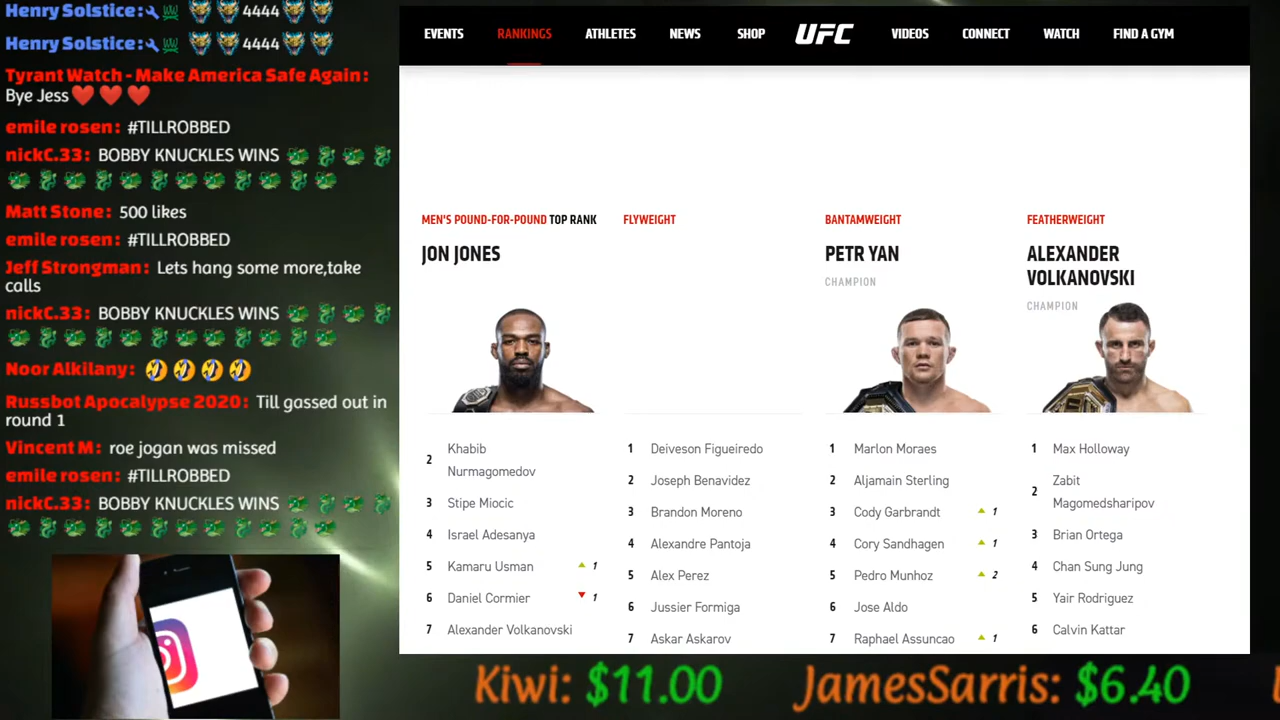 Henry Solstice: 4444
Henry Solstice: 4444
Tyrant Watch - Make America Safe Again:
Bye Jess
emile rosen: #TILLROBBED
nickC.33: BOBBY KNUCKLES WINS
Matt Stone: 500 likes
emile rosen: #TILLROBBED
Jeff Strongman: Lets hang some more,take
calls
nickC.33: BOBBY KNUCKLES WINS
Noor Alkilany:
Russbot Apocalypse 2020: Till gassed out in
round 1
Vincent M: roe jogan was missed
emile rosen: #TILLROBBED
nickC.33: BOBBY KNUCKLES WINS
EVENTS RANKINGS ATHLETES NEWS SHOP UFC VIDEOS CONNECT WATCH FIND A GYM
MEN'S POUND-FOR-POUND TOP RANK
JON JONES
2 Khabib
Nurmagomedov
3 Stipe Miocic
4 Israel Adesanya
5 Kamaru Usman 1
6 Daniel Cormier 1
7 Alexander Volkanovski
FLYWEIGHT
1 Deiveson Figueiredo
2 Joseph Benavidez
3 Brandon Moreno
4 Alexandre Pantoja
5 Alex Perez
6 Jussier Formiga
7 Askar Askarov
BANTAMWEIGHT
PETR YAN
CHAMPION
1 Marlon Moraes
2 Aljamain Sterling
3 Cody Garbrandt 1
4 Cory Sandhagen 1
5 Pedro Munhoz 2
6 Jose Aldo
7 Raphael Assuncao 1
FEATHERWEIGHT
ALEXANDER
VOLKANOVSKI
CHAMPION
1 Max Holloway
2 Zabit
Magomedsharipov
3 Brian Ortega
4 Chan Sung Jung
5 Yair Rodriguez
6 Calvin Kattar
Kiwi: $11.00 JamesSarris: $6.40